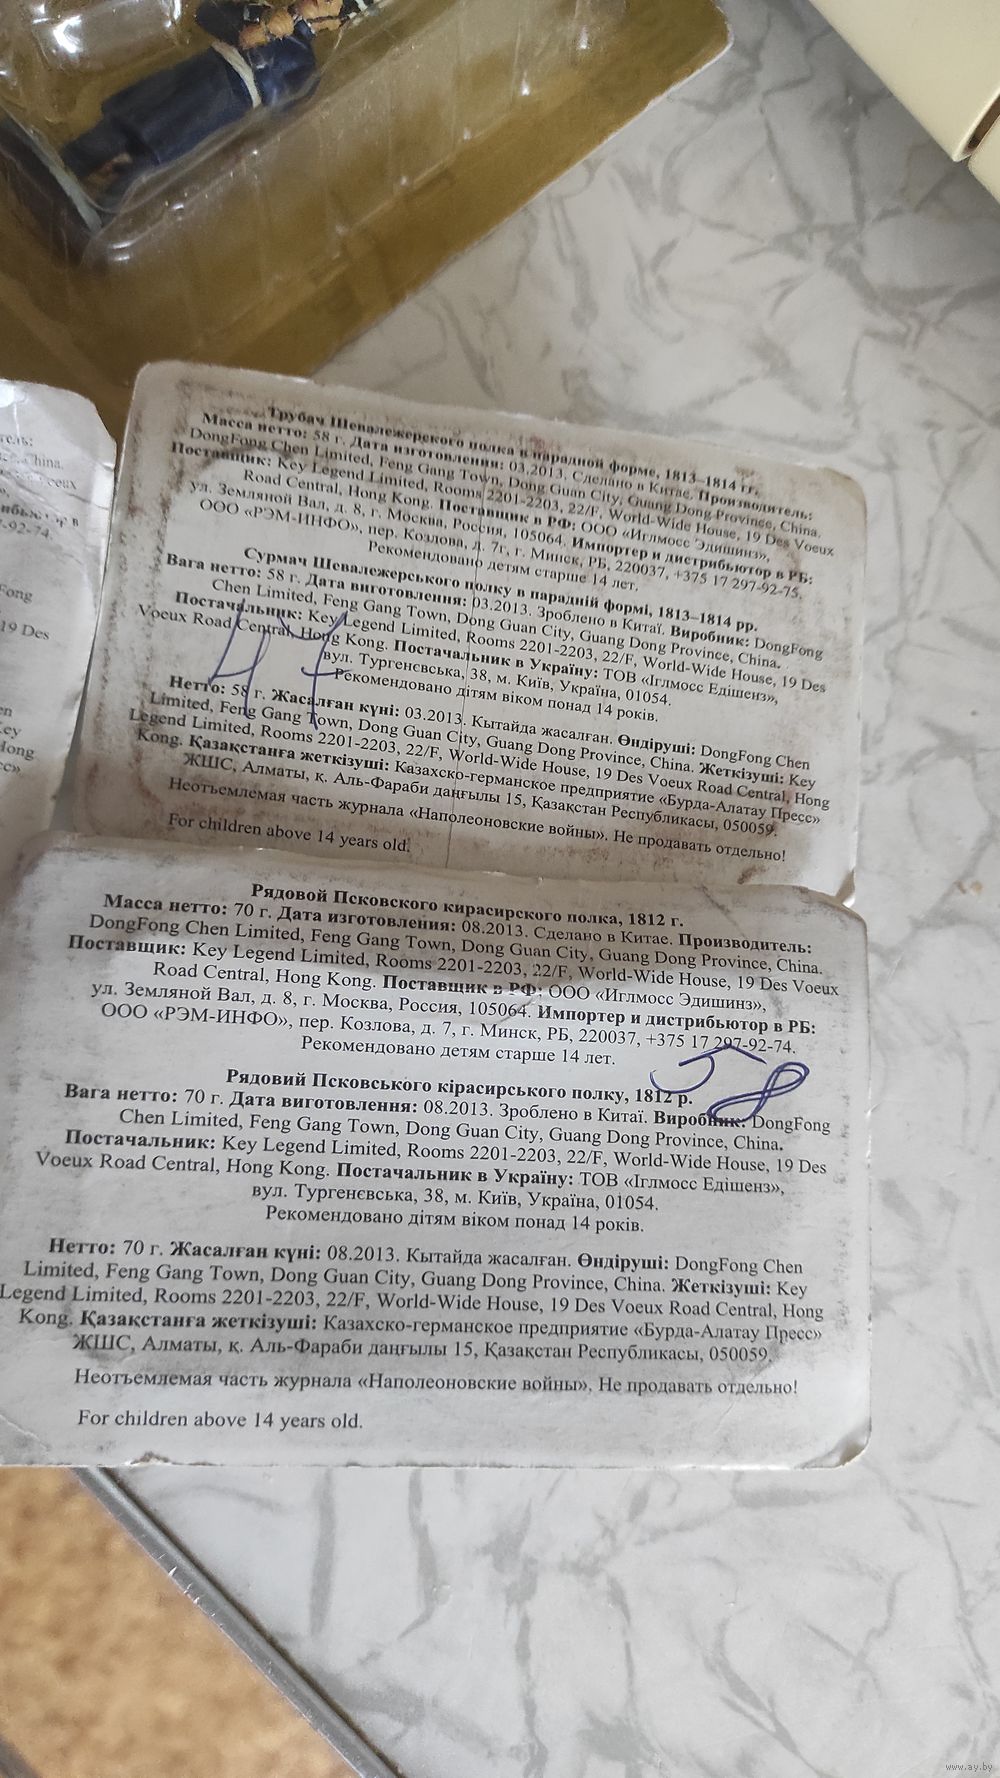 тель:
China.
eux
в
-92-74.
Fong
19 Des
Key
Hong
Трубач Шевалежерского полка в парадной форме, 1813–1814 гг.
Масса нетто: 58 г. Дата изготовления: 03.2013. Сделано в Китае. Производитель:
DongFong Chen Limited, Feng Gang Town, Dong Guan City, Guang Dong Province, China.
Поставщик: Key Legend Limited, Rooms 2201-2203, 22/F, World-Wide House, 19 Des Voeux
Road Central, Hong Kong. Поставщик в РФ: ООО «Иглмосс Эдишинз»,
ул. Земляной Вал, д. 8, г. Москва, Россия, 105064. Импортер и дистрибьютор в РБ:
ООО «РЭМ-ИНФО», пер. Козлова, д. 7г, г. Минск, РБ, 220037, +375 17 297-92-75.
Рекомендовано детям старше 14 лет.
Сурмач Шевалежерського полку в парадній формі, 1813–1814 рр.
Вага нетто: 58 г. Дата виготовлення: 03.2013. Зроблено в Китаї. Виробник: DongFong
Chen Limited, Feng Gang Town, Dong Guan City, Guang Dong Province, China.
Постачальник: Key Legend Limited, Rooms 2201-2203, 22/F, World-Wide House, 19 Des
Voeux Road Central, Hong Kong. Постачальник в Україну: ТОВ «Іглмосс Едішенз»,
вул. Тургенєвська, 38, м. Київ, Україна, 01054.
Рекомендовано дітям віком понад 14 років.
47
Нетто: 58 г. Жасалған күні: 03.2013. Кытайда жасалған. Өндіруші: DongFong Chen
Limited, Feng Gang Town, Dong Guan City, Guang Dong Province, China. Жеткізуші: Key
Legend Limited, Rooms 2201-2203, 22/F, World-Wide House, 19 Des Voeux Road Central, Hong
Kong. Қазақстанға жеткізуші: Казахско-германское предприятие «Бурда-Алатау Пресс»
ЖШС, Алматы, қ. Аль-Фараби даңғылы 15, Қазақстан Республикасы, 050059.
Неотъемлемая часть журнала «Наполеоновские войны». Не продавать отдельно!
For children above 14 years old.
Рядовой Псковского кирасирского полка, 1812 г.
Масса нетто: 70 г. Дата изготовления: 08.2013. Сделано в Китае. Производитель:
DongFong Chen Limited, Feng Gang Town, Dong Guan City, Guang Dong Province, China.
Поставщик: Key Legend Limited, Rooms 2201-2203, 22/F, World-Wide House, 19 Des Voeux
Road Central, Hong Kong. Поставщик в РФ: ООО «Иглмосс Эдишинз»,
ул. Земляной Вал, д. 8, г. Москва, Россия, 105064. Импортер и дистрибьютор в РБ:
ООО «РЭМ-ИНФО», пер. Козлова, д. 7, г. Минск, РБ, 220037, +375 17 297-92-74.
Рекомендовано детям старше 14 лет.
58
Рядовий Псковського кірасирського полку, 1812 р.
Вага нетто: 70 г. Дата виготовлення: 08.2013. Зроблено в Китаї. Виробник: DongFong
Chen Limited, Feng Gang Town, Dong Guan City, Guang Dong Province, China.
Постачальник: Key Legend Limited, Rooms 2201-2203, 22/F, World-Wide House, 19 Des
Voeux Road Central, Hong Kong. Постачальник в Україну: ТОВ «Іглмосс Едішенз»,
вул. Тургенєвська, 38, м. Київ, Україна, 01054.
Рекомендовано дітям віком понад 14 років.
Нетто: 70 г. Жасалған күні: 08.2013. Кытайда жасалған. Өндіруші: DongFong Chen
Limited, Feng Gang Town, Dong Guan City, Guang Dong Province, China. Жеткізуші: Key
Legend Limited, Rooms 2201-2203, 22/F, World-Wide House, 19 Des Voeux Road Central, Hong
Kong. Қазақстанға жеткізуші: Казахско-германское предприятие «Бурда-Алатау Пресс»
ЖШС, Алматы, қ. Аль-Фараби даңғылы 15, Қазақстан Республикасы, 050059.
Неотъемлемая часть журнала «Наполеоновские войны», Не продавать отдельно!
For children above 14 years old.
www.ay.by